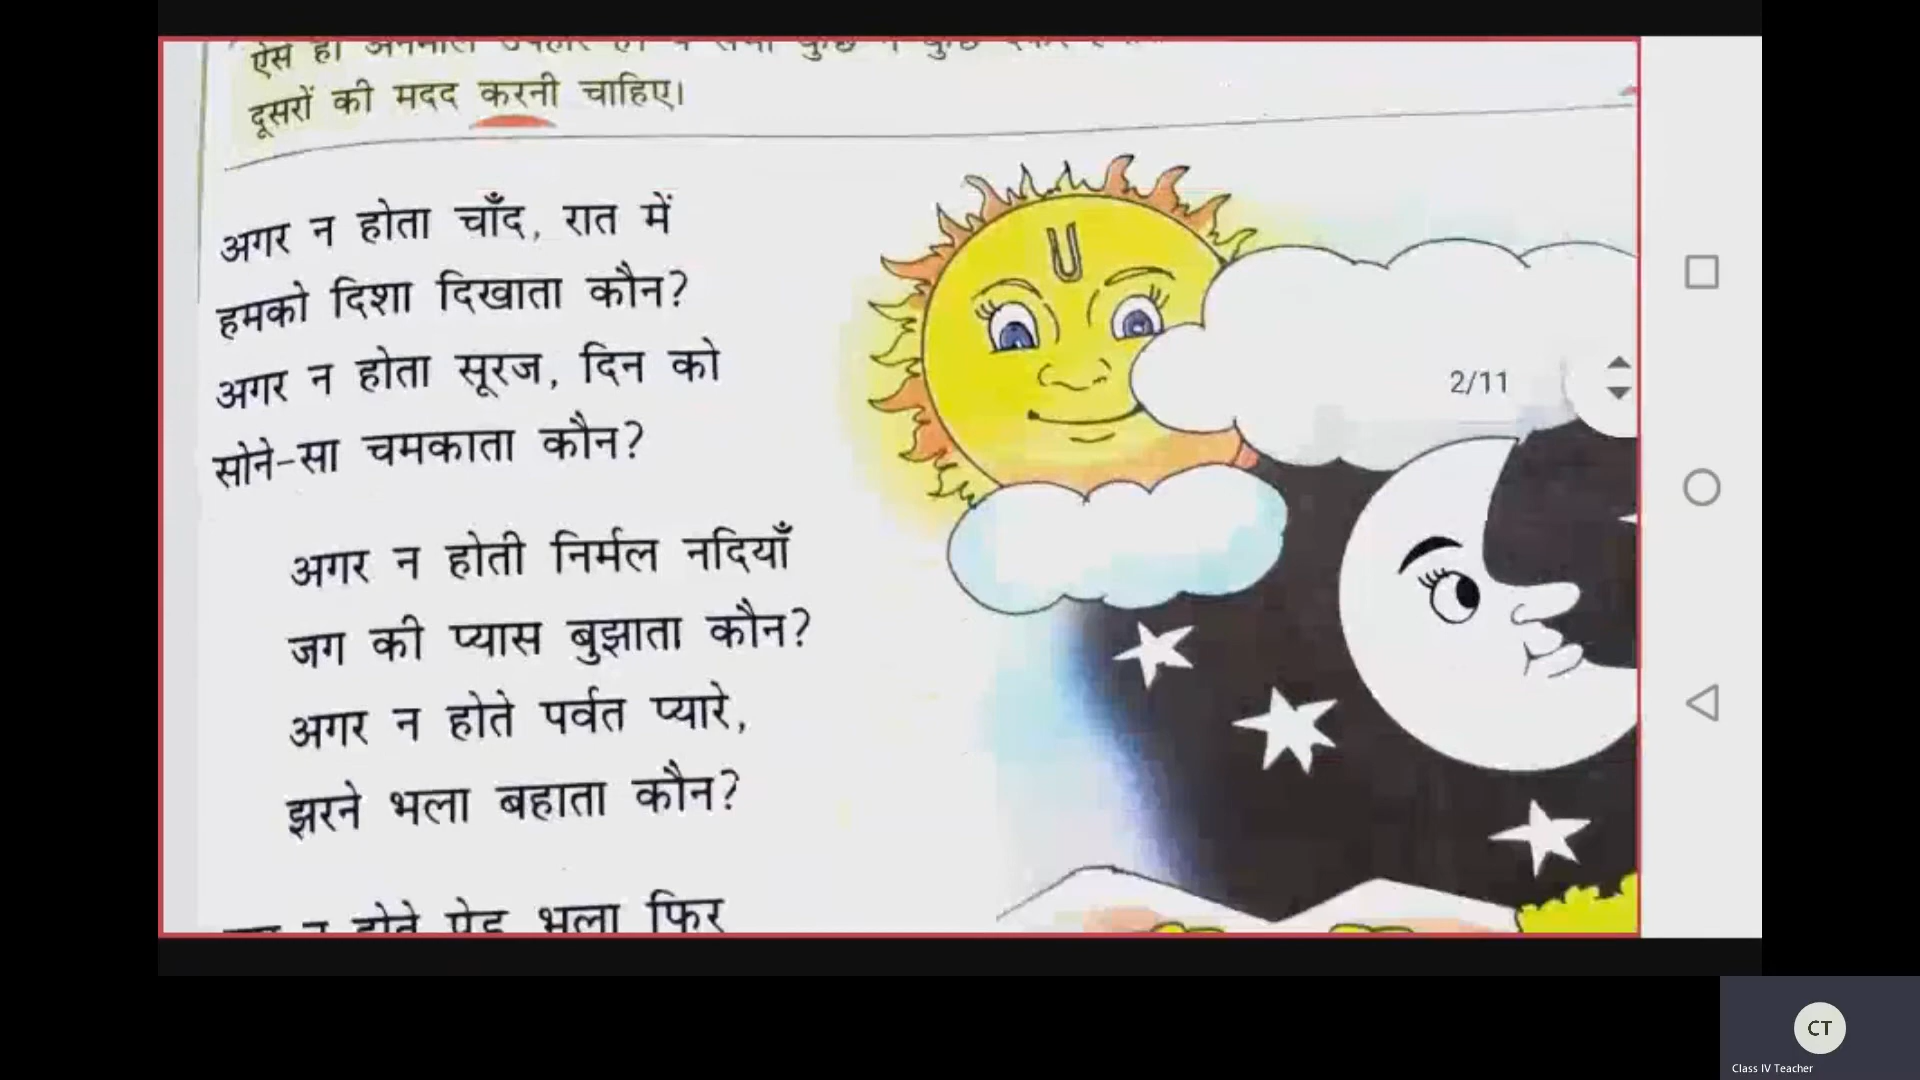 दूसरों की मदद करनी चाहिए।
अगर न होता चाँद, रात में
हमको दिशा दिखाता कौन?
अगर न होता सूरज, दिन को
सोने-सा चमकाता कौन?
अगर न होती निर्मल नदियाँ
जग की प्यास बुझाता कौन?
अगर न होते पर्वत प्यारे,
झरने भला बहाता कौन?
न होते पेड़ भला फिर
2/11
CT
Class IV Teacher